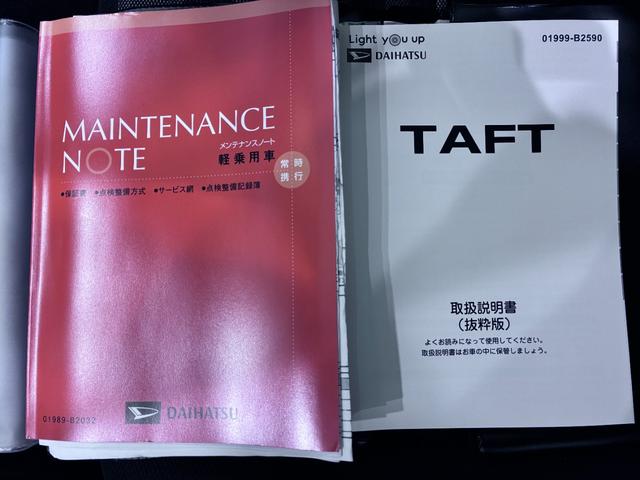 MAINTENANCE
NOTE
メンテナンスノート
軽乗用車
常時
携行
●保証書 ●点検整備方式 ●サービス網 ●点検整備記録簿
01989-B2032
DAIHATSU
Light you up
DAIHATSU
01999-B2590
TAFT
取扱説明書
（抜粋版）
よくお読みになって使用してください。
取扱説明書はお車の中に保管しましょう。